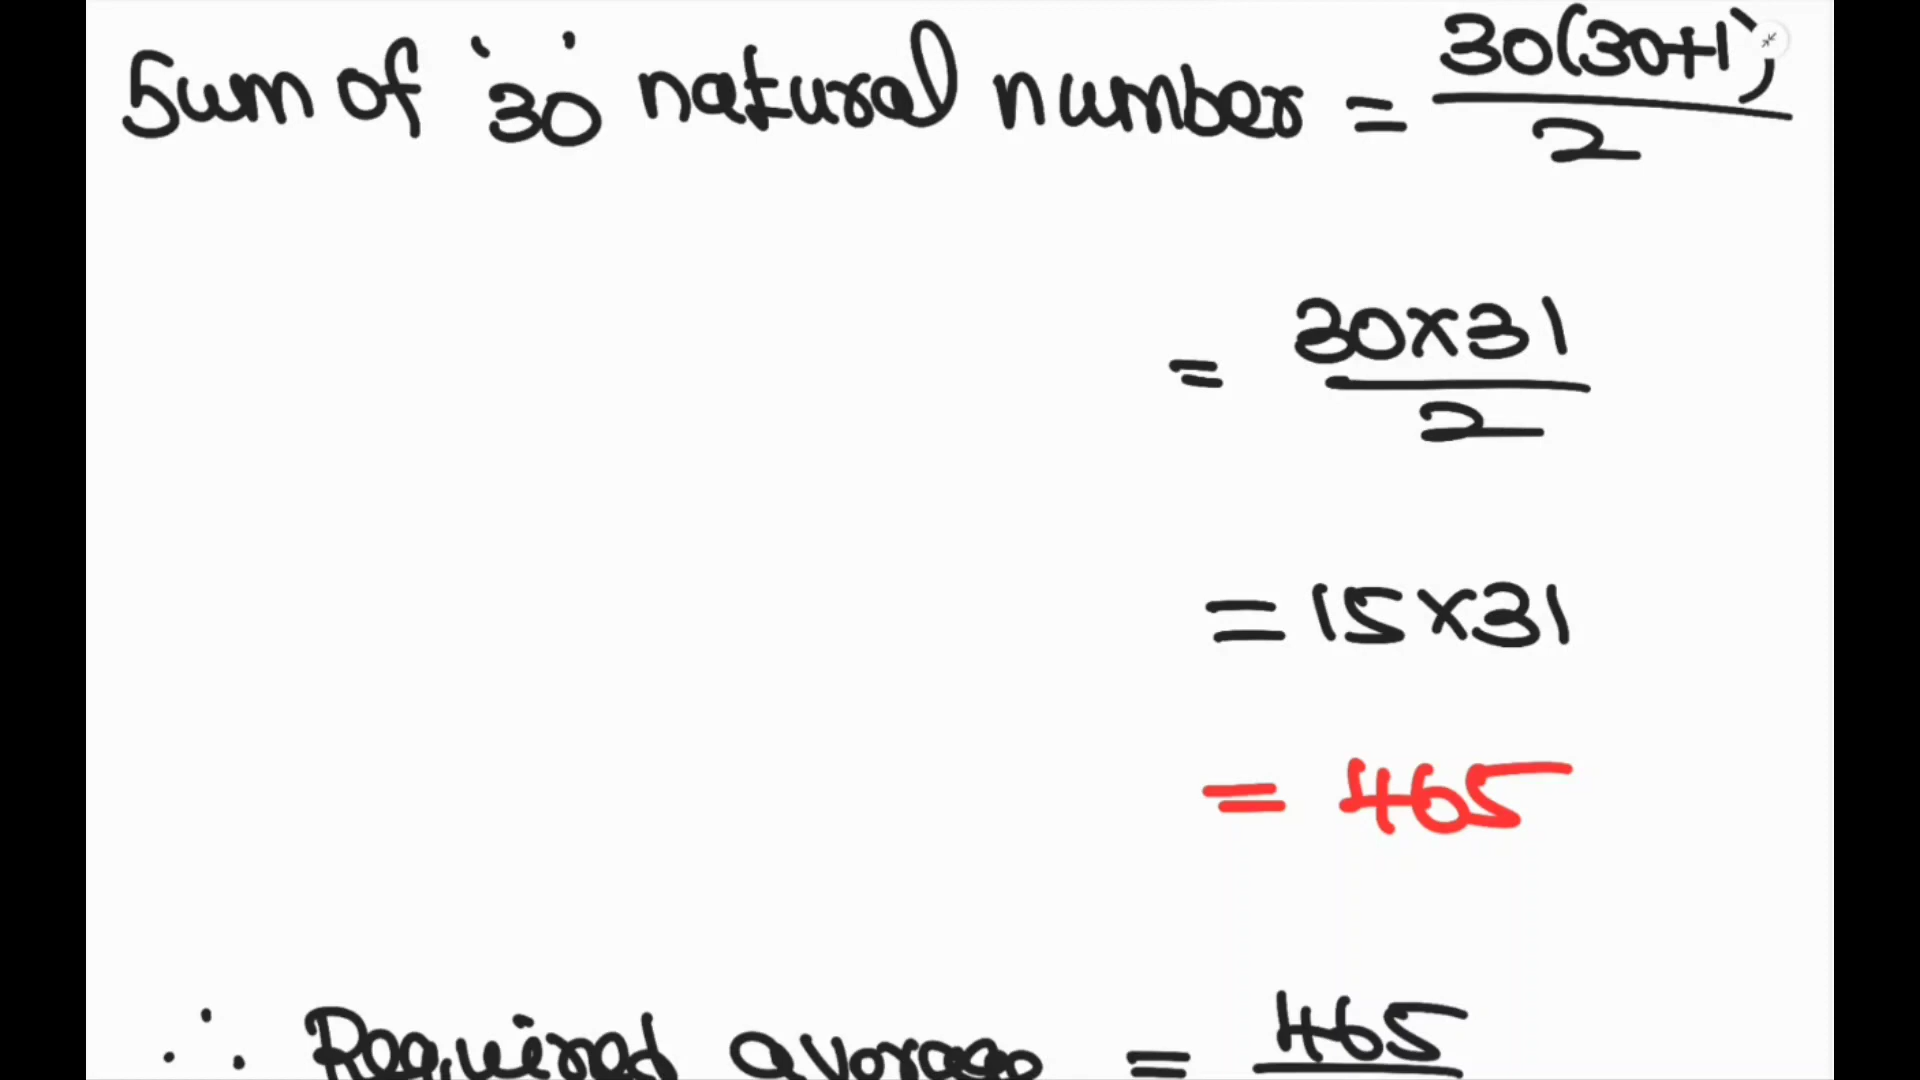 Sum of '30' natural number = 30(30+1)/2
= 30×31/2
= 15×31
= 465
∴ Required average = 465